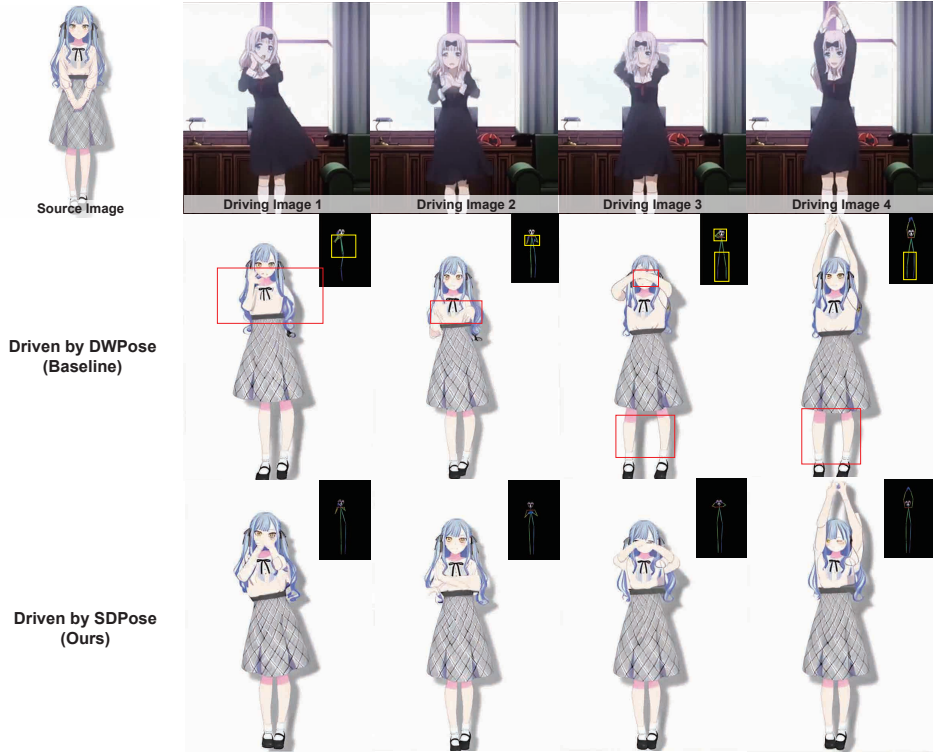 Source Image
Driving Image 1
Driving Image 2
Driving Image 3
Driving Image 4
Driven by DWPose
(Baseline)
Driven by SDPose
(Ours)